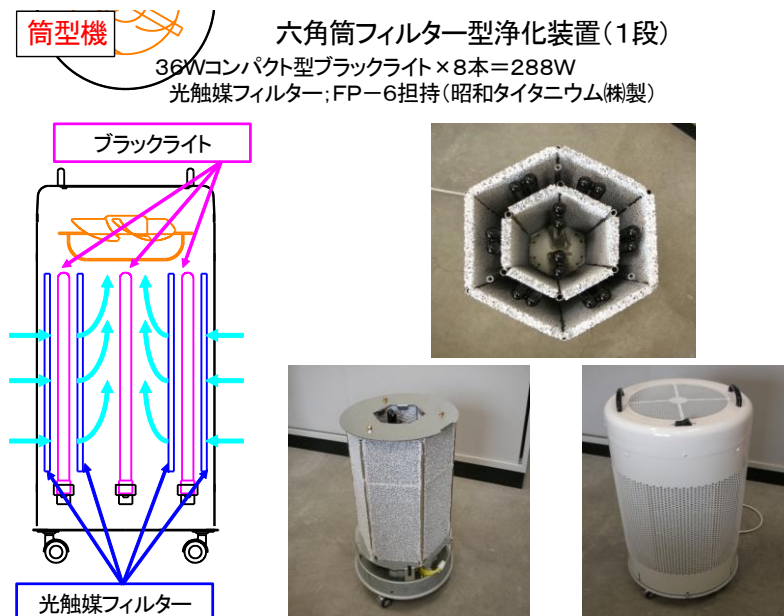 筒型機
六角筒フィルター型浄化装置(1段)
36Wコンパクト型ブラックライト×8本=288W
光触媒フィルター;FP-6担持(昭和タイタニウム㈱製)
ブラックライト
光触媒フィルター